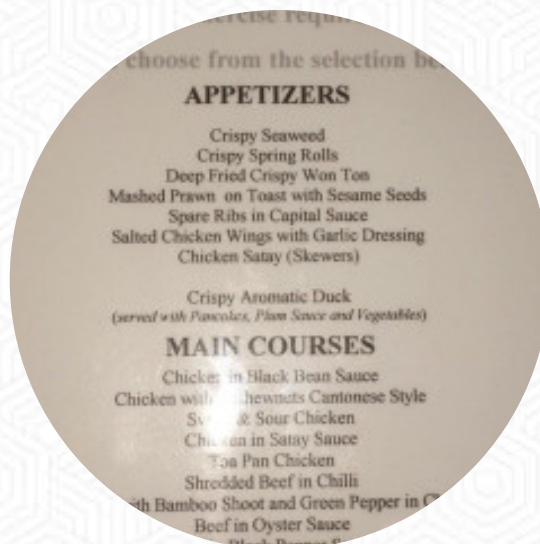 choose from the selection
APPETIZERS
Crispy Seaweed
Crispy Spring Rolls
Deep Fried Crispy Won Ton
Mashed Prawn on Toast with Sesame Seeds
Spare Ribs in Capital Sauce
Salted Chicken Wings with Garlic Dressing
Chicken Satay (Skewers)
Crispy Aromatic Duck
(served with Pancakes, Plum Sauce and Vegetables)
MAIN COURSES
Chicken in Black Bean Sauce
Chicken with Cantonese Style
& Sour Chicken
Chicken in Satay Sauce
Pan Chicken
Shredded Beef in Chilli
Bamboo Shoot and Green Pepper in
Beef in Oyster Sauce
Black Pepper